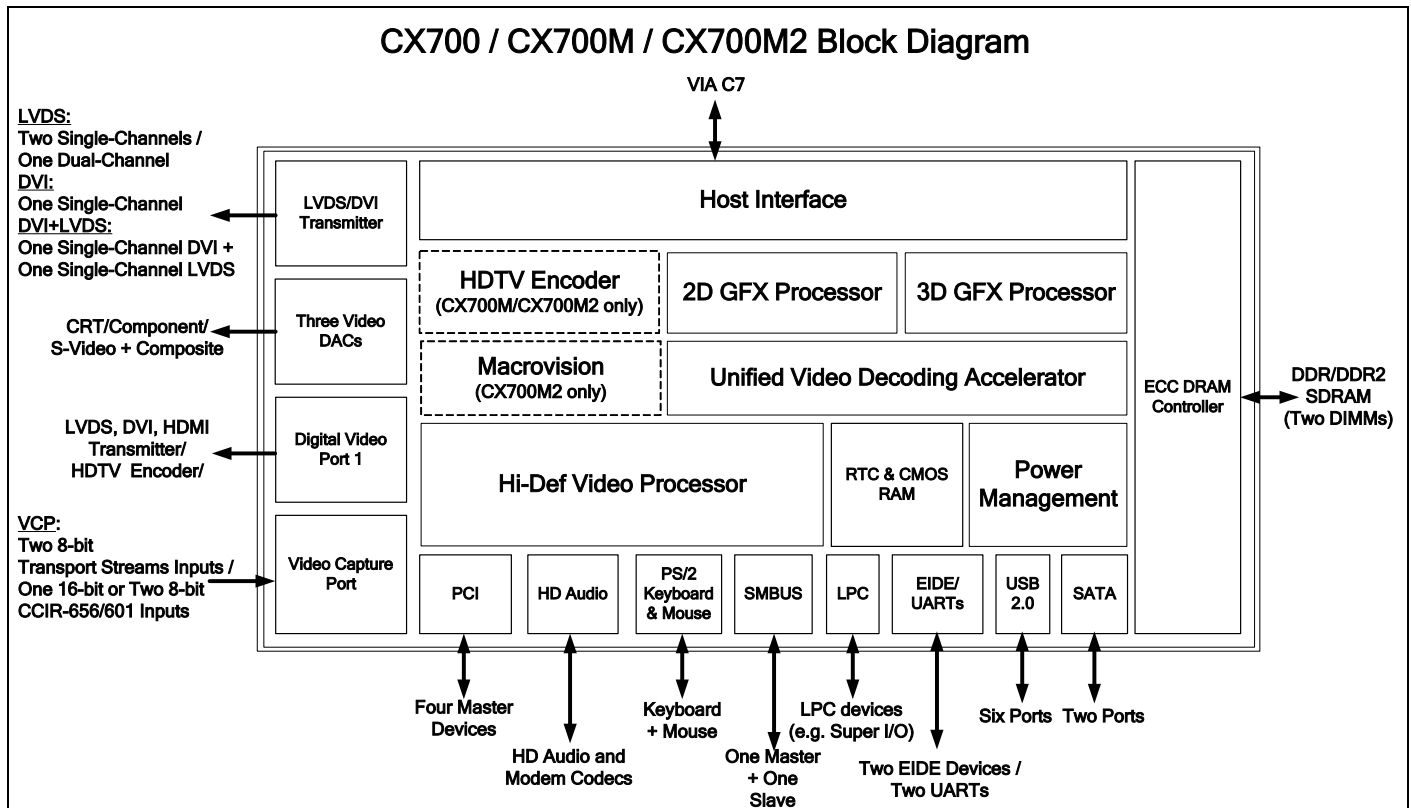 CX700 / CX700M / CX700M2 Block Diagram
VIA C7
LVDS:
Two Single-Channels /
One Dual-Channel
DVI:
One Single-Channel
DVI+LVDS:
One Single-Channel DVI +
One Single-Channel LVDS
CRT/Component/
S-Video + Composite
LVDS, DVI, HDMI
Transmitter/
HDTV Encoder/
VCP:
Two 8-bit
Transport Streams Inputs /
One 16-bit or Two 8-bit
CCIR-656/601 Inputs
LVDS/DVI
Transmitter
Three Video
DACs
Digital Video
Port 1
Video Capture
Port
Host Interface
HDTV Encoder
(CX700M/CX700M2 only)
2D GFX Processor
3D GFX Processor
Macrovision
(CX700M2 only)
Unified Video Decoding Accelerator
Hi-Def Video Processor
RTC & CMOS
RAM
Power
Management
ECC DRAM
Controller
DDR/DDR2
SDRAM
(Two DIMMs)
PCI
HD Audio
PS/2
Keyboard
& Mouse
SMBUS
LPC
EIDE/
UARTs
USB
2.0
SATA
Four Master
Devices
HD Audio and
Modem Codecs
Keyboard
+ Mouse
One Master
+ One
Slave
LPC devices
(e.g. Super I/O)
Two EIDE Devices /
Two UARTs
Six Ports
Two Ports